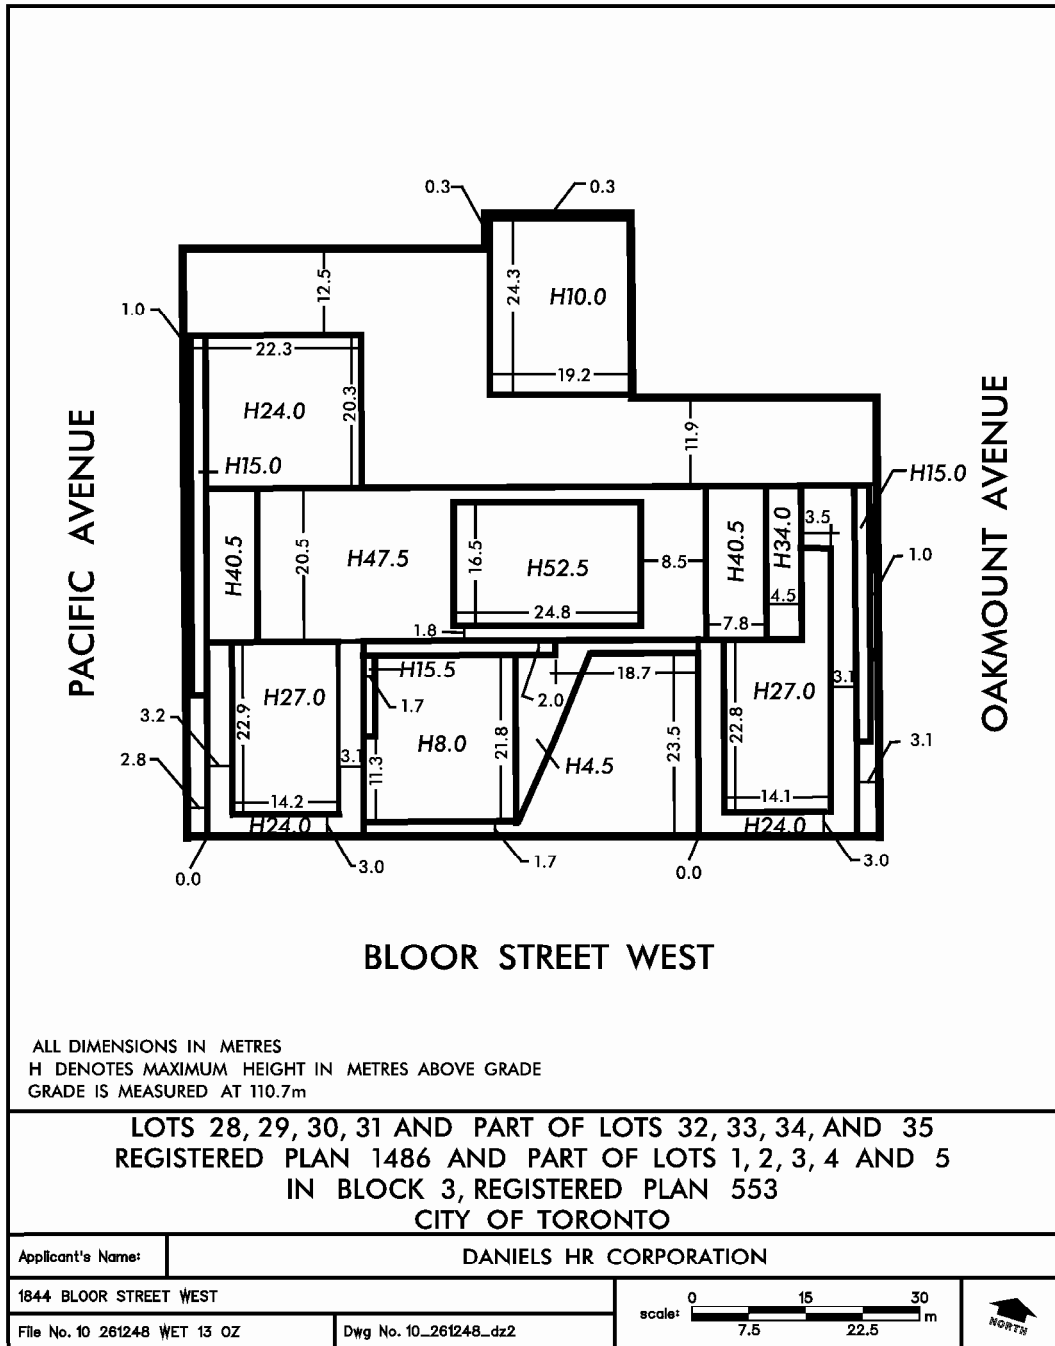 0.3
0.3
12.5
24.3
H10.0
1.0
22.3
19.2
20.3
H24.0
11.9
PACIFIC AVENUE
OAKMOUNT AVENUE
H15.0
H15.0
3.5
H40.5
20.5
H47.5
16.5
H52.5
8.5
H40.5
H34.0
1.0
24.8
4.5
7.8
1.8
H15.5
18.7
3.1
H27.0
1.7
2.0
H27.0
3.2
22.9
H8.0
21.8
23.5
22.8
3.1
2.8
3.1
11.3
H4.5
14.2
14.1
H24.0
H24.0
0.0
3.0
1.7
0.0
3.0
BLOOR STREET WEST
ALL DIMENSIONS IN METRES
H DENOTES MAXIMUM HEIGHT IN METRES ABOVE GRADE
GRADE IS MEASURED AT 110.7m
LOTS 28, 29, 30, 31 AND PART OF LOTS 32, 33, 34, AND 35
REGISTERED PLAN 1486 AND PART OF LOTS 1, 2, 3, 4 AND 5
IN BLOCK 3, REGISTERED PLAN 553
CITY OF TORONTO
Applicant's Name: DANIELS HR CORPORATION
1844 BLOOR STREET WEST
File No. 10 261248 WET 13 OZ
Dwg No. 10_261248_dz2
0 15 30
scale: m
7.5 22.5
NORTH